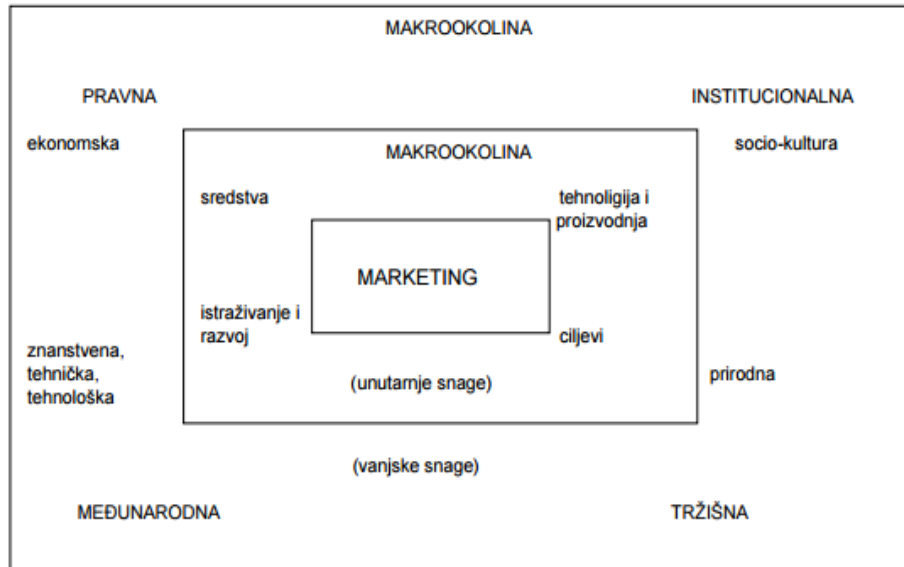 MAKROOKOLINA
PRAVNA
INSTITUCIONALNA
ekonomska
socio-kultura
MAKROOKOLINA
sredstva
tehnoligija i
proizvodnja
MARKETING
istraživanje i
razvoj
ciljevi
znanstvena,
tehnička,
tehnološka
(unutarnje snage)
prirodna
(vanjske snage)
MEĐUNARODNA
TRŽIŠNA